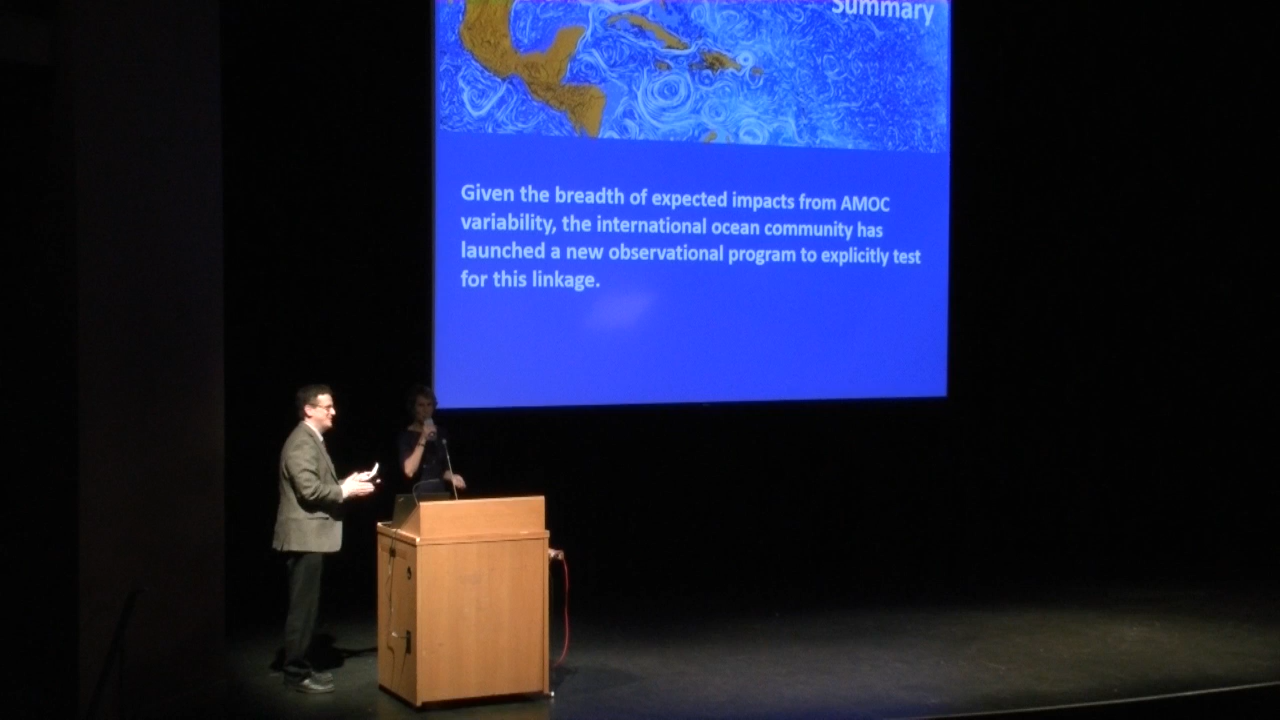 Summary
Given the breadth of expected impacts from AMOC
variability, the international ocean community has
launched a new observational program to explicitly test
for this linkage.